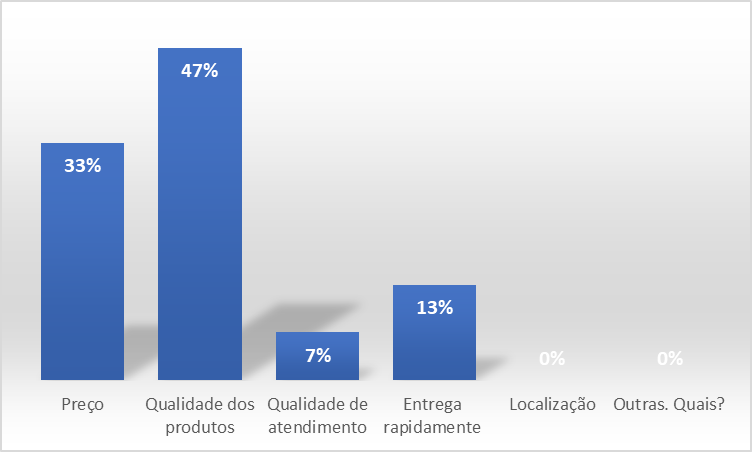 47%
33%
13%
7%
0%
0%
Preço
Qualidade dos
produtos
Qualidade de
atendimento
Entrega
rapidamente
Localização
Outras. Quais?